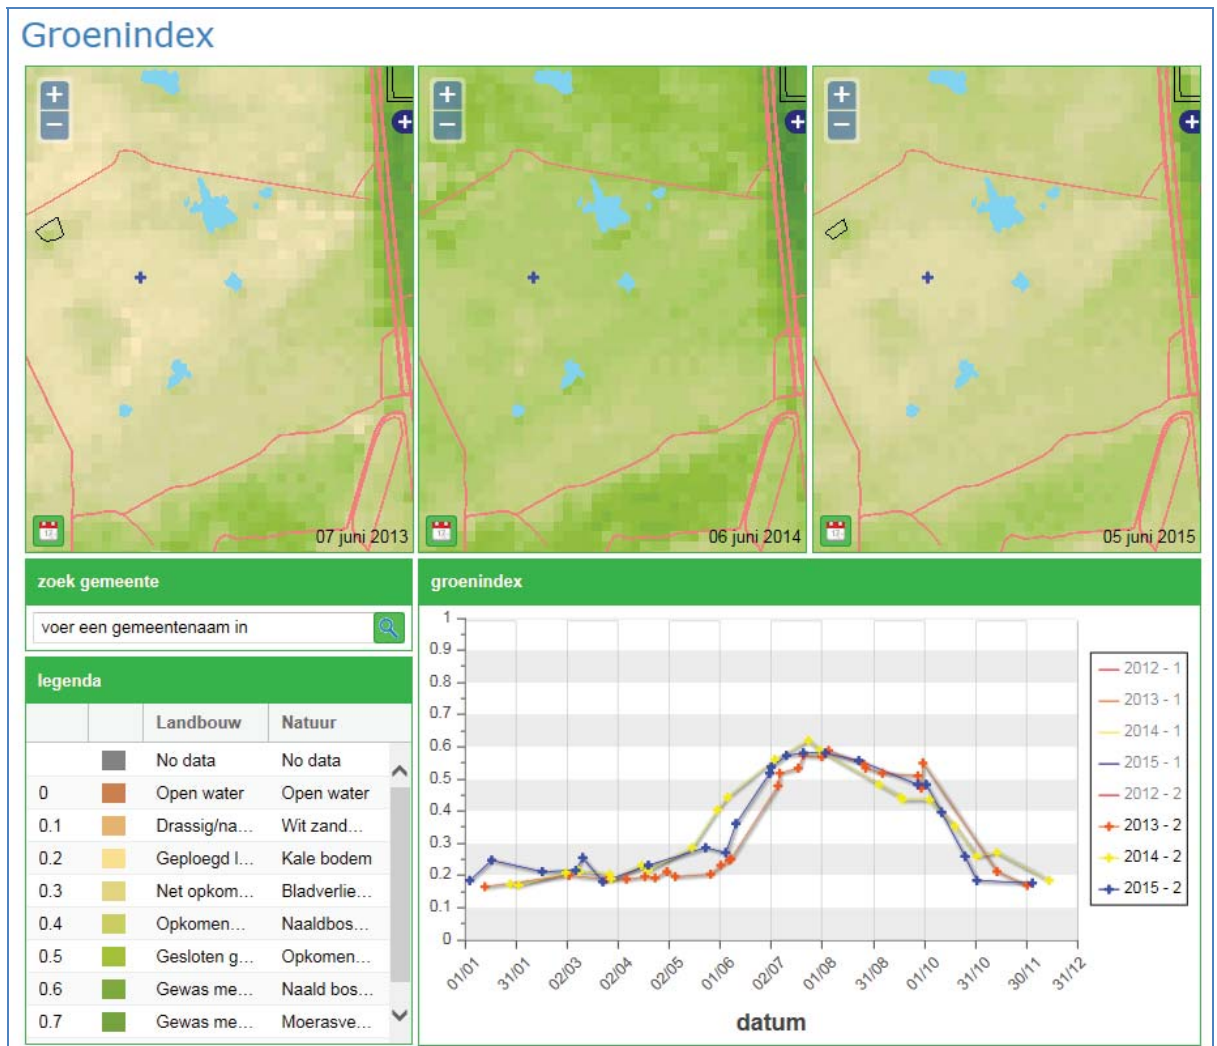 Groenindex
+
−
+
07 juni 2013
+
−
+
06 juni 2014
+
−
+
05 juni 2015
zoek gemeente
voer een gemeentenaam in
legenda
Landbouw Natuur
No data No data
0 Open water Open water
0.1 Drassig/na... Wit zand...
0.2 Geploegd l... Kale bodem
0.3 Net opkom... Bladverlie...
0.4 Opkomen... Naaldbos...
0.5 Gesloten g... Opkomen...
0.6 Gewas me... Naald bos...
0.7 Gewas me... Moerasve...
groenindex
1
0.9
0.8
0.7
0.6
0.5
0.4
0.3
0.2
0.1
0
01/01 31/01 02/03 02/04 02/05 01/06 02/07 01/08 31/08 01/10 31/10 30/11 31/12
datum
2012 - 1
2013 - 1
2014 - 1
2015 - 1
2012 - 2
2013 - 2
2014 - 2
2015 - 2